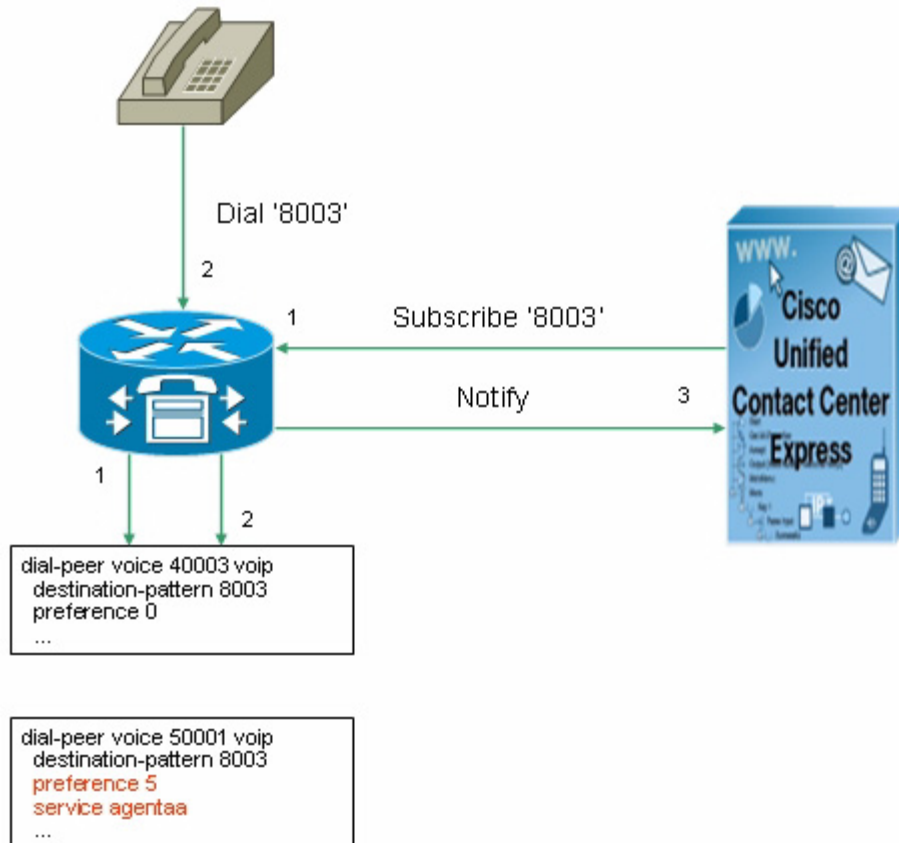 Dial '8003'
2
1
Subscribe '8003'
Notify
3
WWW.
@
Cisco
Unified
Contact Center
Express
1
2
dial-peer voice 40003 voip
destination-pattern 8003
preference 0
...
dial-peer voice 50001 voip
destination-pattern 8003
preference 5
service agentaa
...